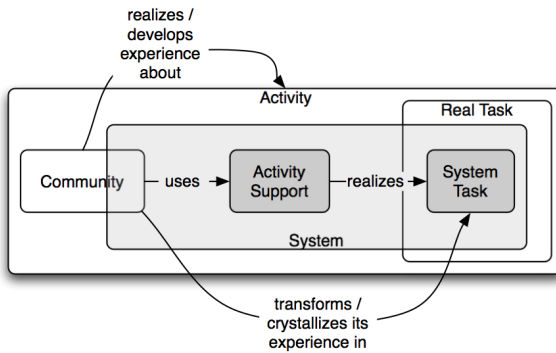 realizes /
develops
experience
about
Activity
Real Task
Community
uses
Activity
Support
realizes
System
Task
System
transforms /
crystallizes its
experience in